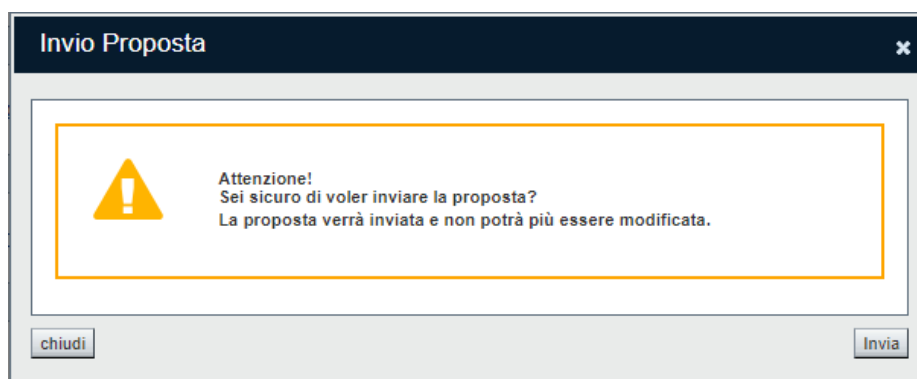 Invio Proposta
Attenzione!
Sei sicuro di voler inviare la proposta?
La proposta verrà inviata e non potrà più essere modificata.
chiudi
Invia